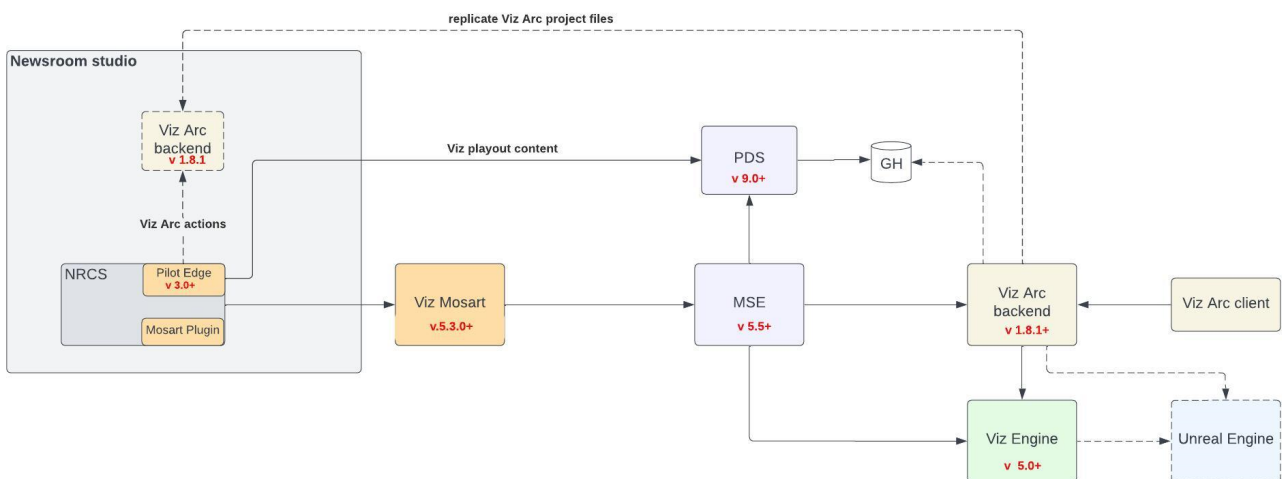 replicate Viz Arc project files
Newsroom studio
Viz Arc
backend
v 1.8.1
Viz playout content
PDS
v 9.0+
GH
Viz Arc actions
NRCS
Pilot Edge
v 3.0+
Mosart Plugin
Viz Mosart
v.5.3.0+
MSE
v 5.5+
Viz Arc
backend
v 1.8.1+
Viz Arc client
Viz Engine
v  5.0+
Unreal Engine